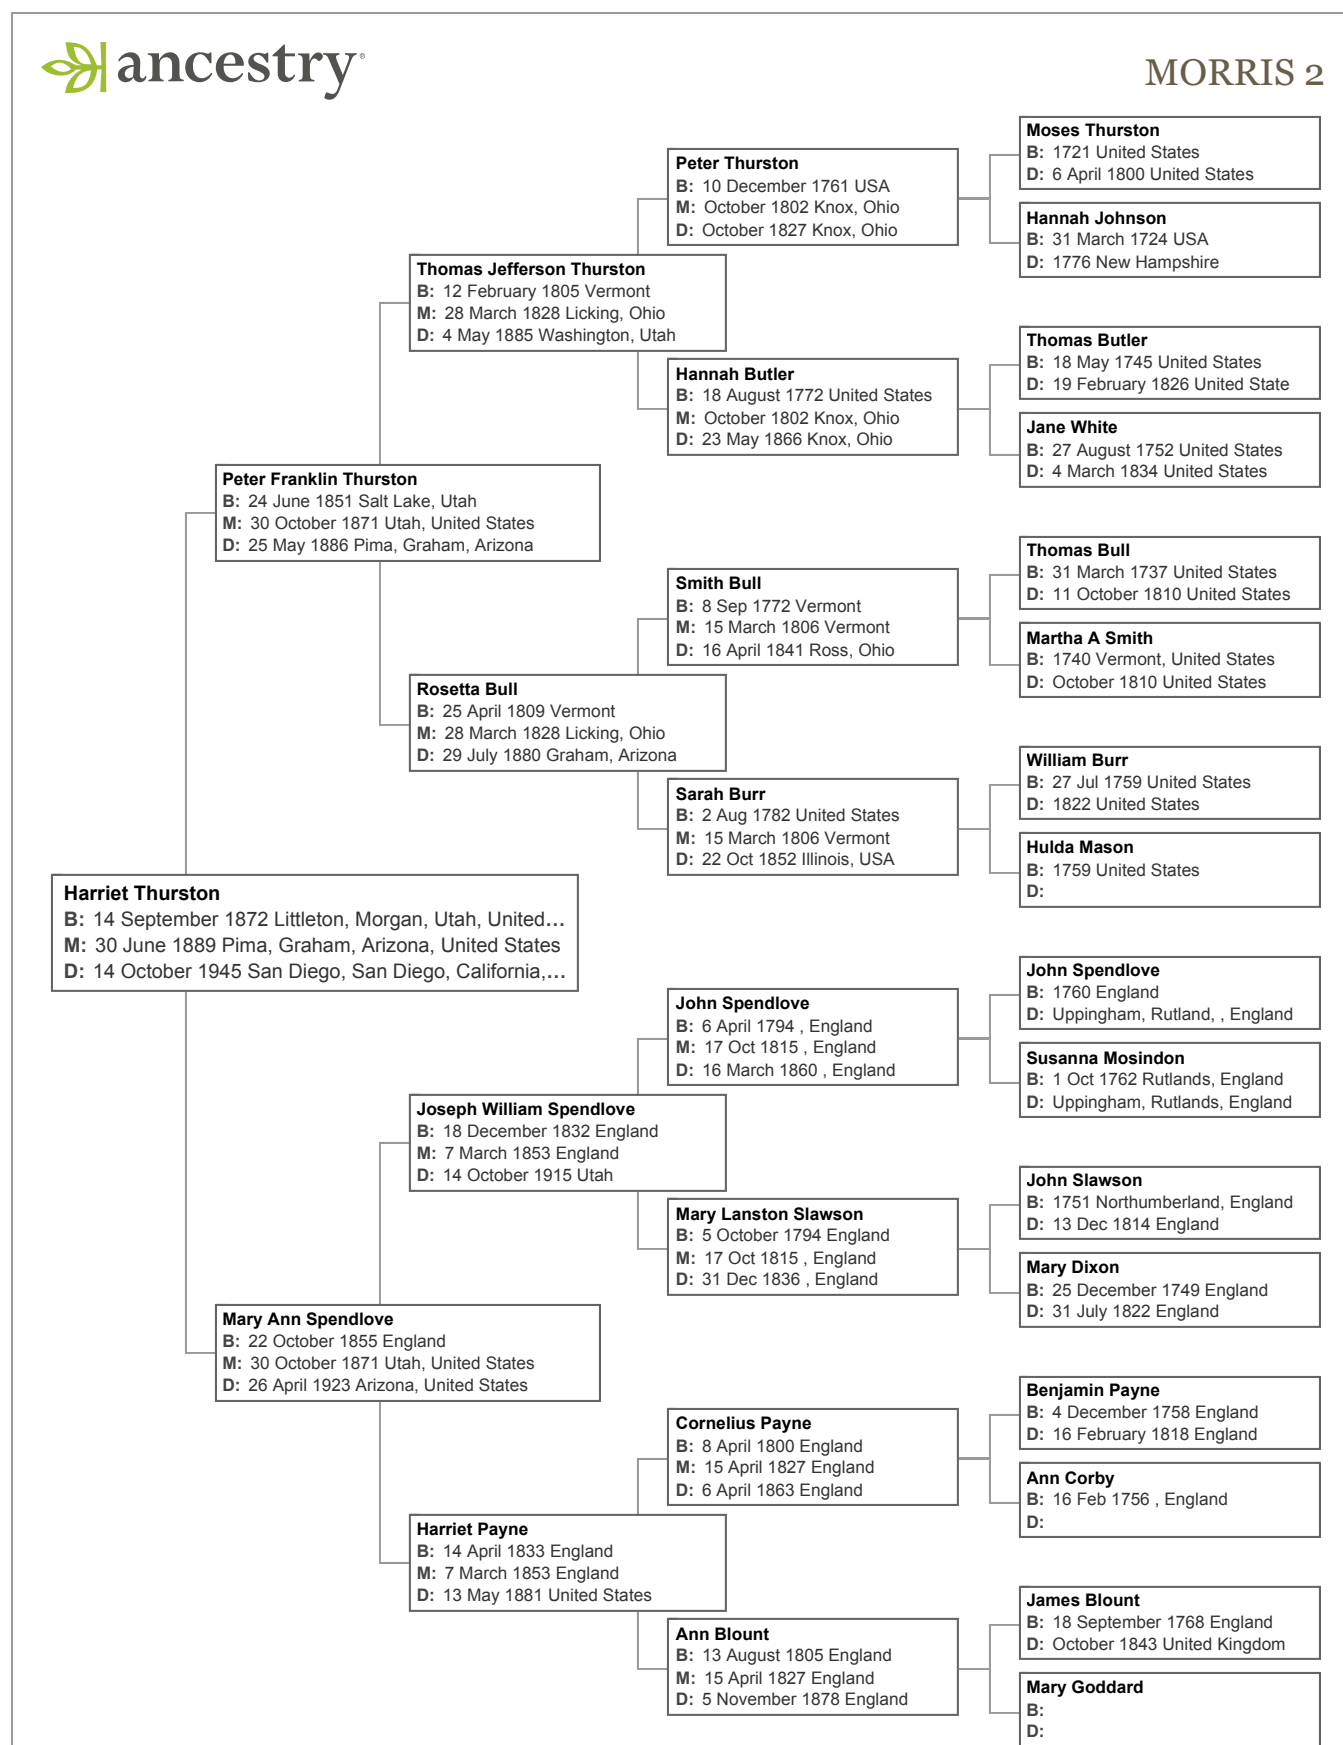 ancestry
MORRIS 2
Moses Thurston
B: 1721 United States
D: 6 April 1800 United States
Peter Thurston
B: 10 December 1761 USA
M: October 1802 Knox, Ohio
D: October 1827 Knox, Ohio
Hannah Johnson
B: 31 March 1724 USA
D: 1776 New Hampshire
Thomas Jefferson Thurston
B: 12 February 1805 Vermont
M: 28 March 1828 Licking, Ohio
D: 4 May 1885 Washington, Utah
Thomas Butler
B: 18 May 1745 United States
D: 19 February 1826 United State
Hannah Butler
B: 18 August 1772 United States
M: October 1802 Knox, Ohio
D: 23 May 1866 Knox, Ohio
Jane White
B: 27 August 1752 United States
D: 4 March 1834 United States
Peter Franklin Thurston
B: 24 June 1851 Salt Lake, Utah
M: 30 October 1871 Utah, United States
D: 25 May 1886 Pima, Graham, Arizona
Thomas Bull
B: 31 March 1737 United States
D: 11 October 1810 United States
Smith Bull
B: 8 Sep 1772 Vermont
M: 15 March 1806 Vermont
D: 16 April 1841 Ross, Ohio
Martha A Smith
B: 1740 Vermont, United States
D: October 1810 United States
Rosetta Bull
B: 25 April 1809 Vermont
M: 28 March 1828 Licking, Ohio
D: 29 July 1880 Graham, Arizona
William Burr
B: 27 Jul 1759 United States
D: 1822 United States
Sarah Burr
B: 2 Aug 1782 United States
M: 15 March 1806 Vermont
D: 22 Oct 1852 Illinois, USA
Hulda Mason
B: 1759 United States
D:
Harriet Thurston
B: 14 September 1872 Littleton, Morgan, Utah, United…
M: 30 June 1889 Pima, Graham, Arizona, United States
D: 14 October 1945 San Diego, San Diego, California,…
John Spendlove
B: 1760 England
D: Uppingham, Rutland, , England
John Spendlove
B: 6 April 1794 , England
M: 17 Oct 1815 , England
D: 16 March 1860 , England
Susanna Mosindon
B: 1 Oct 1762 Rutlands, England
D: Uppingham, Rutlands, England
Joseph William Spendlove
B: 18 December 1832 England
M: 7 March 1853 England
D: 14 October 1915 Utah
John Slawson
B: 1751 Northumberland, England
D: 13 Dec 1814 England
Mary Lanston Slawson
B: 5 October 1794 England
M: 17 Oct 1815 , England
D: 31 Dec 1836 , England
Mary Dixon
B: 25 December 1749 England
D: 31 July 1822 England
Mary Ann Spendlove
B: 22 October 1855 England
M: 30 October 1871 Utah, United States
D: 26 April 1923 Arizona, United States
Benjamin Payne
B: 4 December 1758 England
D: 16 February 1818 England
Cornelius Payne
B: 8 April 1800 England
M: 15 April 1827 England
D: 6 April 1863 England
Ann Corby
B: 16 Feb 1756 , England
D:
Harriet Payne
B: 14 April 1833 England
M: 7 March 1853 England
D: 13 May 1881 United States
James Blount
B: 18 September 1768 England
D: October 1843 United Kingdom
Ann Blount
B: 13 August 1805 England
M: 15 April 1827 England
D: 5 November 1878 England
Mary Goddard
B:
D: